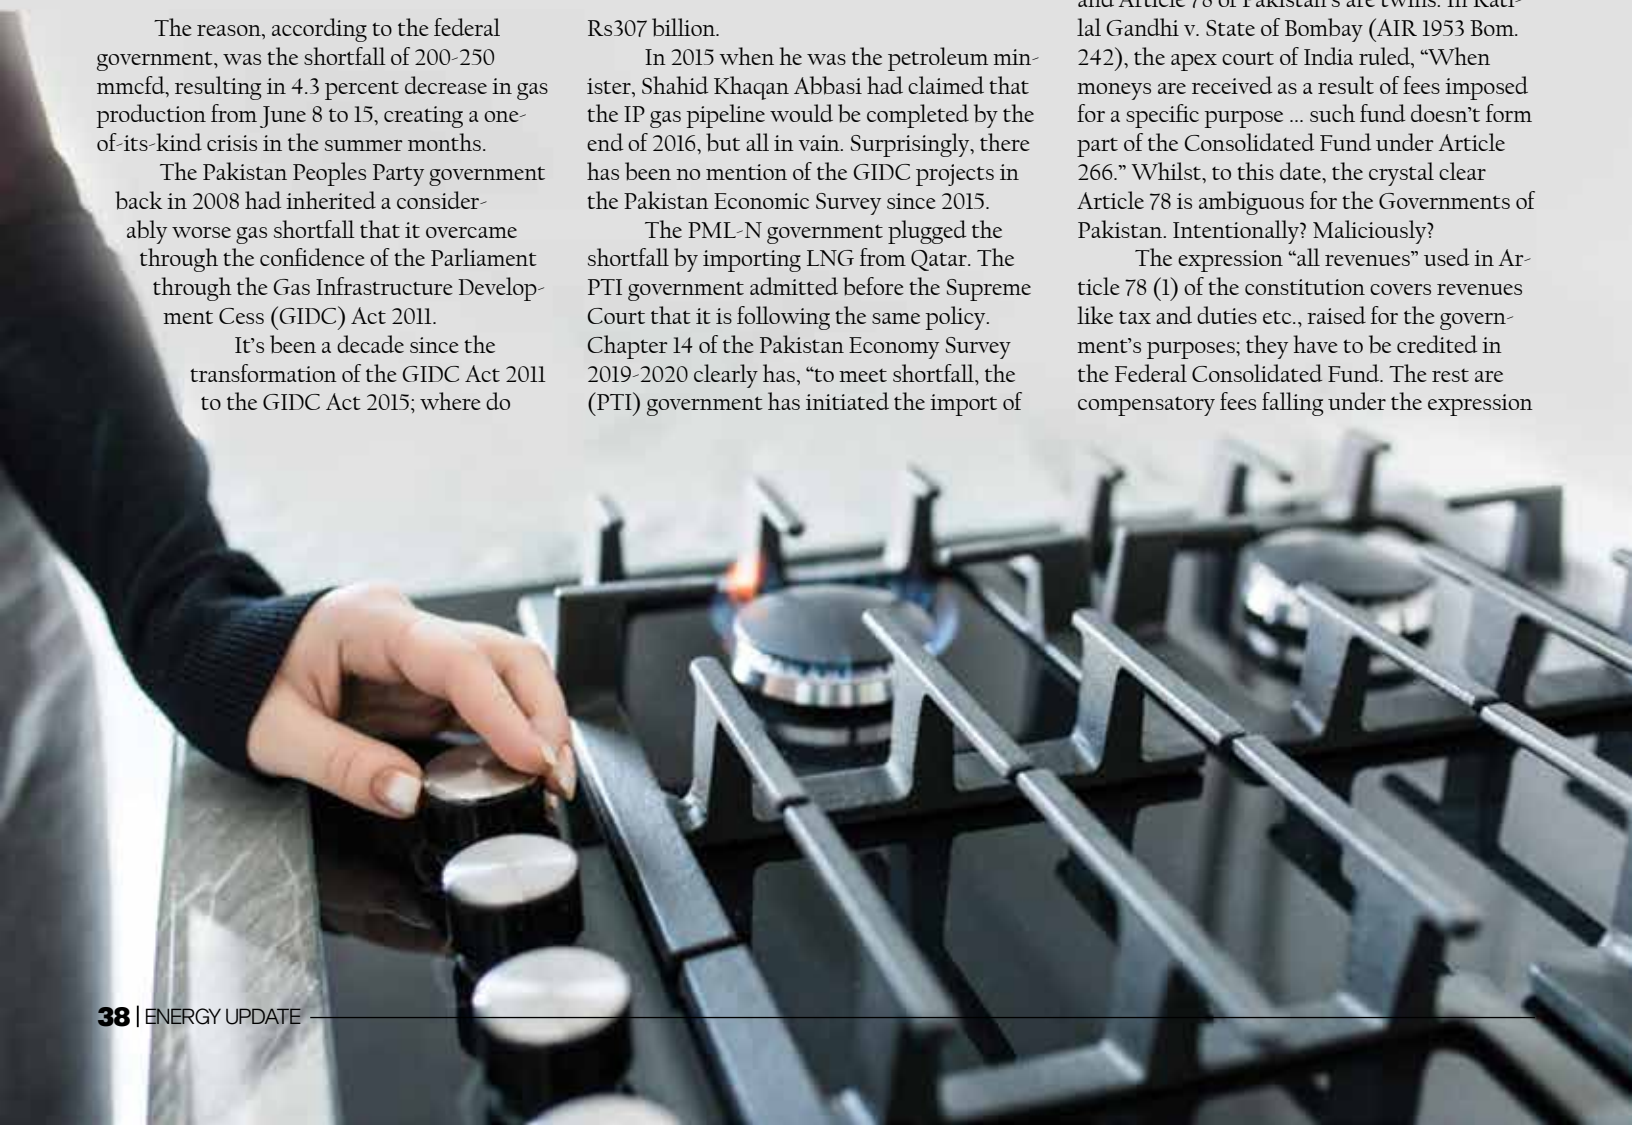 The reason, according to the federal
government, was the shortfall of 200-250
mmcfd, resulting in 4.3 percent decrease in gas
production from June 8 to 15, creating a one-
of-its-kind crisis in the summer months.
The Pakistan Peoples Party government
back in 2008 had inherited a consider-
ably worse gas shortfall that it overcame
through the confidence of the Parliament
through the Gas Infrastructure Develop-
ment Cess (GIDC) Act 2011.
It's been a decade since the
transformation of the GIDC Act 2011
to the GIDC Act 2015; where do
Rs307 billion.
In 2015 when he was the petroleum min-
ister, Shahid Khaqan Abbasi had claimed that
the IP gas pipeline would be completed by the
end of 2016, but all in vain. Surprisingly, there
has been no mention of the GIDC projects in
the Pakistan Economic Survey since 2015.
The PML-N government plugged the
shortfall by importing LNG from Qatar. The
PTI government admitted before the Supreme
Court that it is following the same policy.
Chapter 14 of the Pakistan Economy Survey
2019-2020 clearly has, “to meet shortfall, the
(PTI) government has initiated the import of
and Article 78 of Pakistan's are twins. In Rati-
lal Gandhi v. State of Bombay (AIR 1953 Bom.
242), the apex court of India ruled, “When
moneys are received as a result of fees imposed
for a specific purpose ... such fund doesn't form
part of the Consolidated Fund under Article
266.” Whilst, to this date, the crystal clear
Article 78 is ambiguous for the Governments of
Pakistan. Intentionally? Maliciously?
The expression “all revenues” used in Ar-
ticle 78 (1) of the constitution covers revenues
like tax and duties etc., raised for the govern-
ment's purposes; they have to be credited in
the Federal Consolidated Fund. The rest are
compensatory fees falling under the expression
38 | ENERGY UPDATE